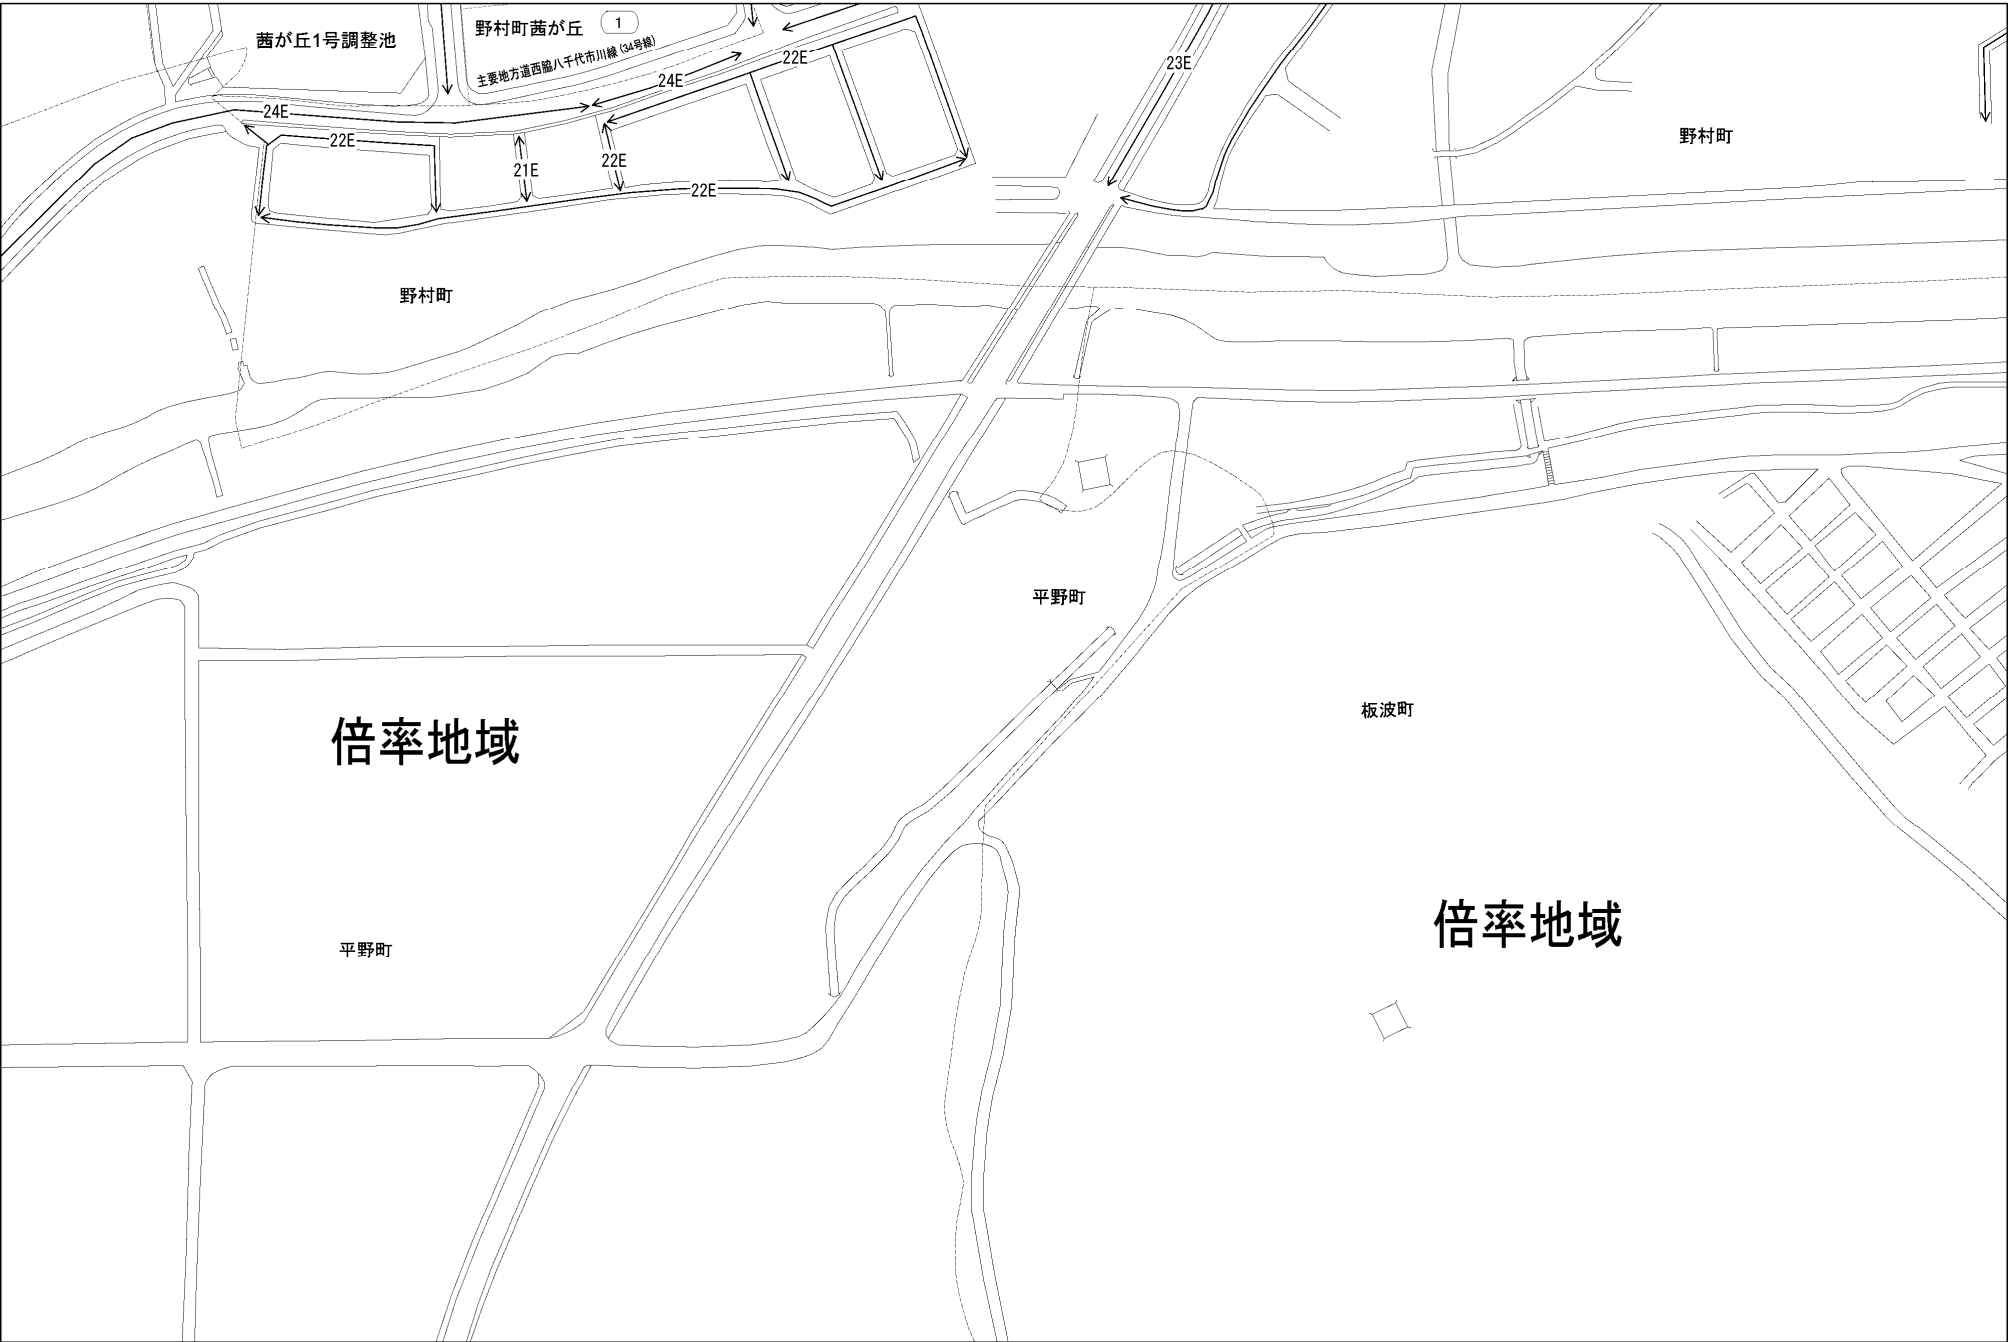 茜が丘1号調整池
野村町茜が丘
1
主要地方道西脇八千代市川線(34号線)
22E
24E
23E
24E
22E
22E
21E
22E
野村町
野村町
平野町
板波町
倍率地域
倍率地域
平野町